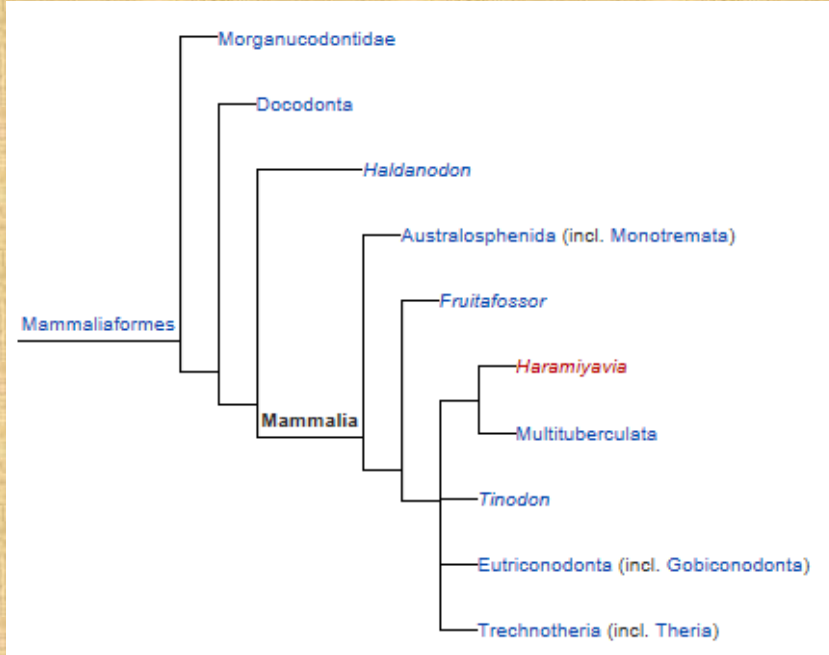 Morganucodontidae
Docodonta
Haldanodon
Australosphenida (incl. Monotremata)
Fruitafossor
Mammaliaformes
Haramiyavia
Mammalia
Multituberculata
Tinodon
Eutriconodonta (incl. Gobiconodonta)
Trechnotheria (incl. Theria)